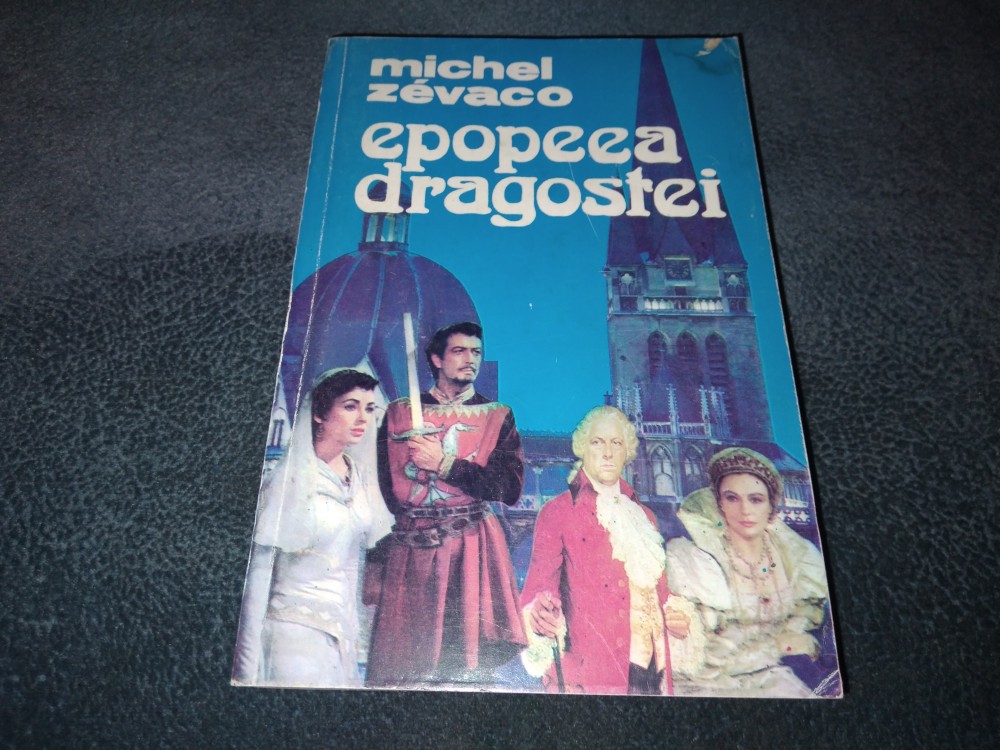 michel
zévaco
epopeea
dragostei